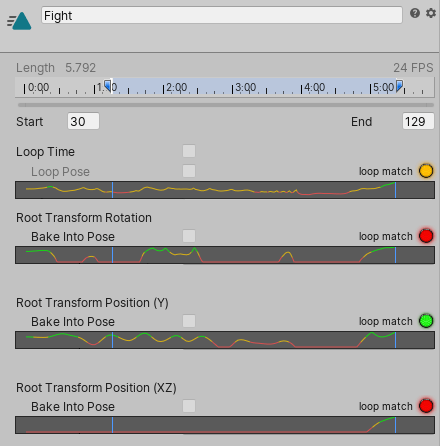 Fight
Length 5.792 24 FPS
0:00 2:00 3:00 4:00 5:00
Start 30 End 129
Loop Time
Loop Pose loop match
Root Transform Rotation
Bake Into Pose loop match
Root Transform Position (Y)
Bake Into Pose loop match
Root Transform Position (XZ)
Bake Into Pose loop match